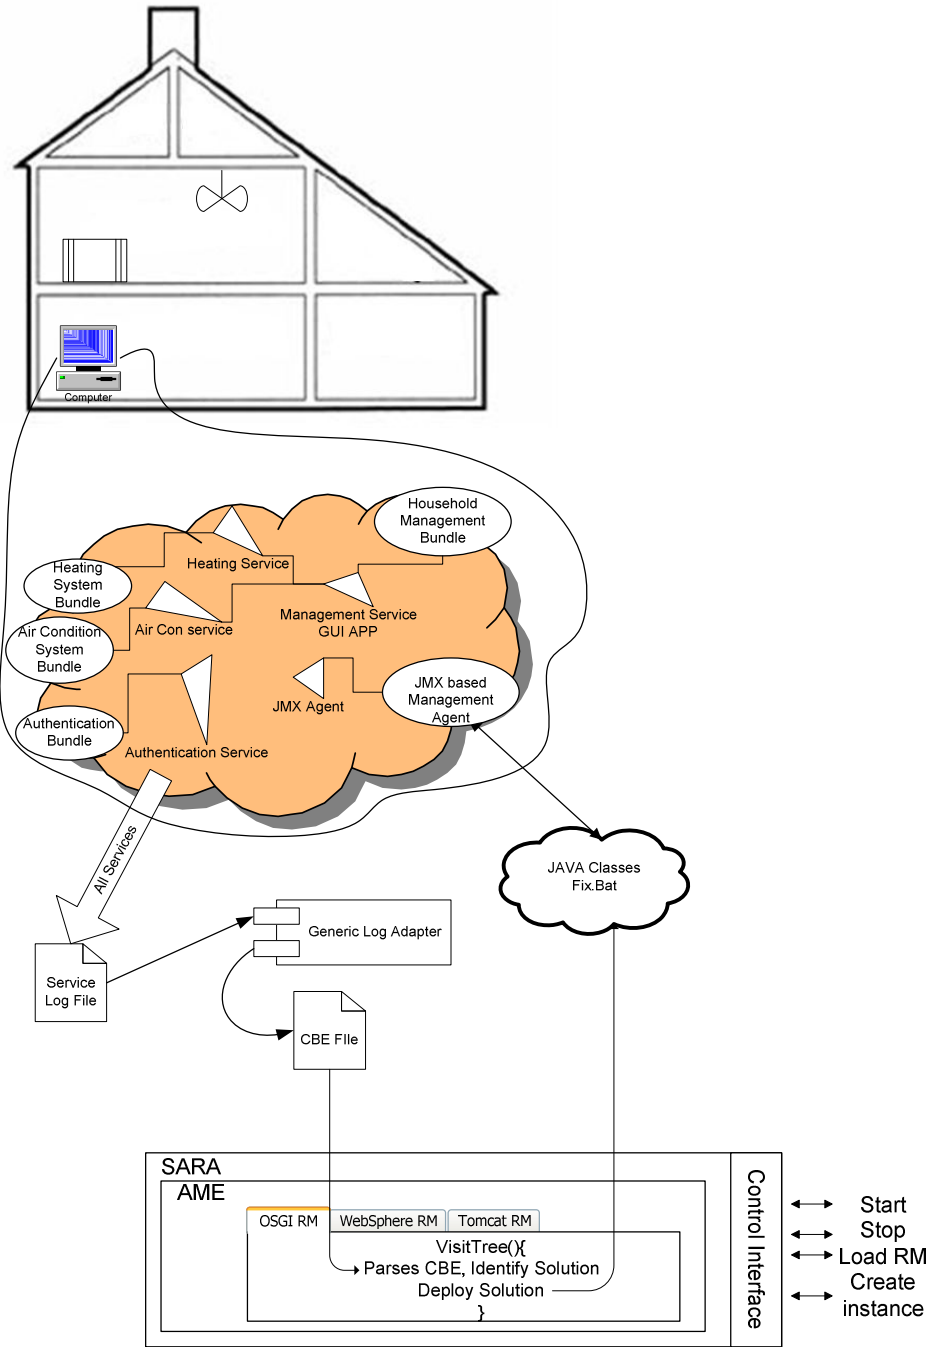 Computer
Household
Management
Bundle
Heating Service
Heating
System
Bundle
Management Service
GUI APP
Air Con service
Air Condition
System
Bundle
JMX based
Management
Agent
JMX Agent
Authentication
Bundle
Authentication Service
All Services
JAVA Classes
Fix.Bat
Generic Log Adapter
Service
Log File
CBE FIle
SARA
AME
OSGI RM
WebSphere RM
Tomcat RM
VisitTree(){
Parses CBE, Identify Solution
Deploy Solution
}
Control Interface
Start
Stop
Load RM
Create
instance